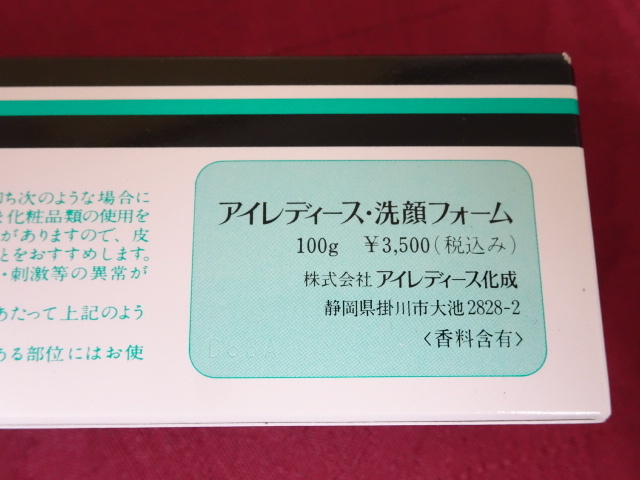 ち次のような場合に
化粧品類の使用を
がありますので、皮
とをおすすめします。
・刺激等の異常が
あたって上記のよう
ある部位にはお使
アイレディース・洗顔フォーム
100g ￥3,500(税込み)
株式会社 アイレディース化成
静岡県掛川市大池2828-2
〈香料含有〉